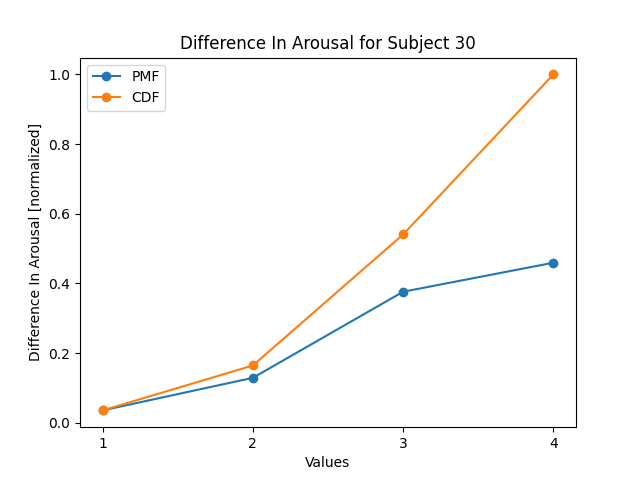 Difference In Arousal for Subject 30
PMF
CDF
Difference In Arousal [normalized]
1.0
0.8
0.6
0.4
0.2
0.0
1 2 3 4
Values